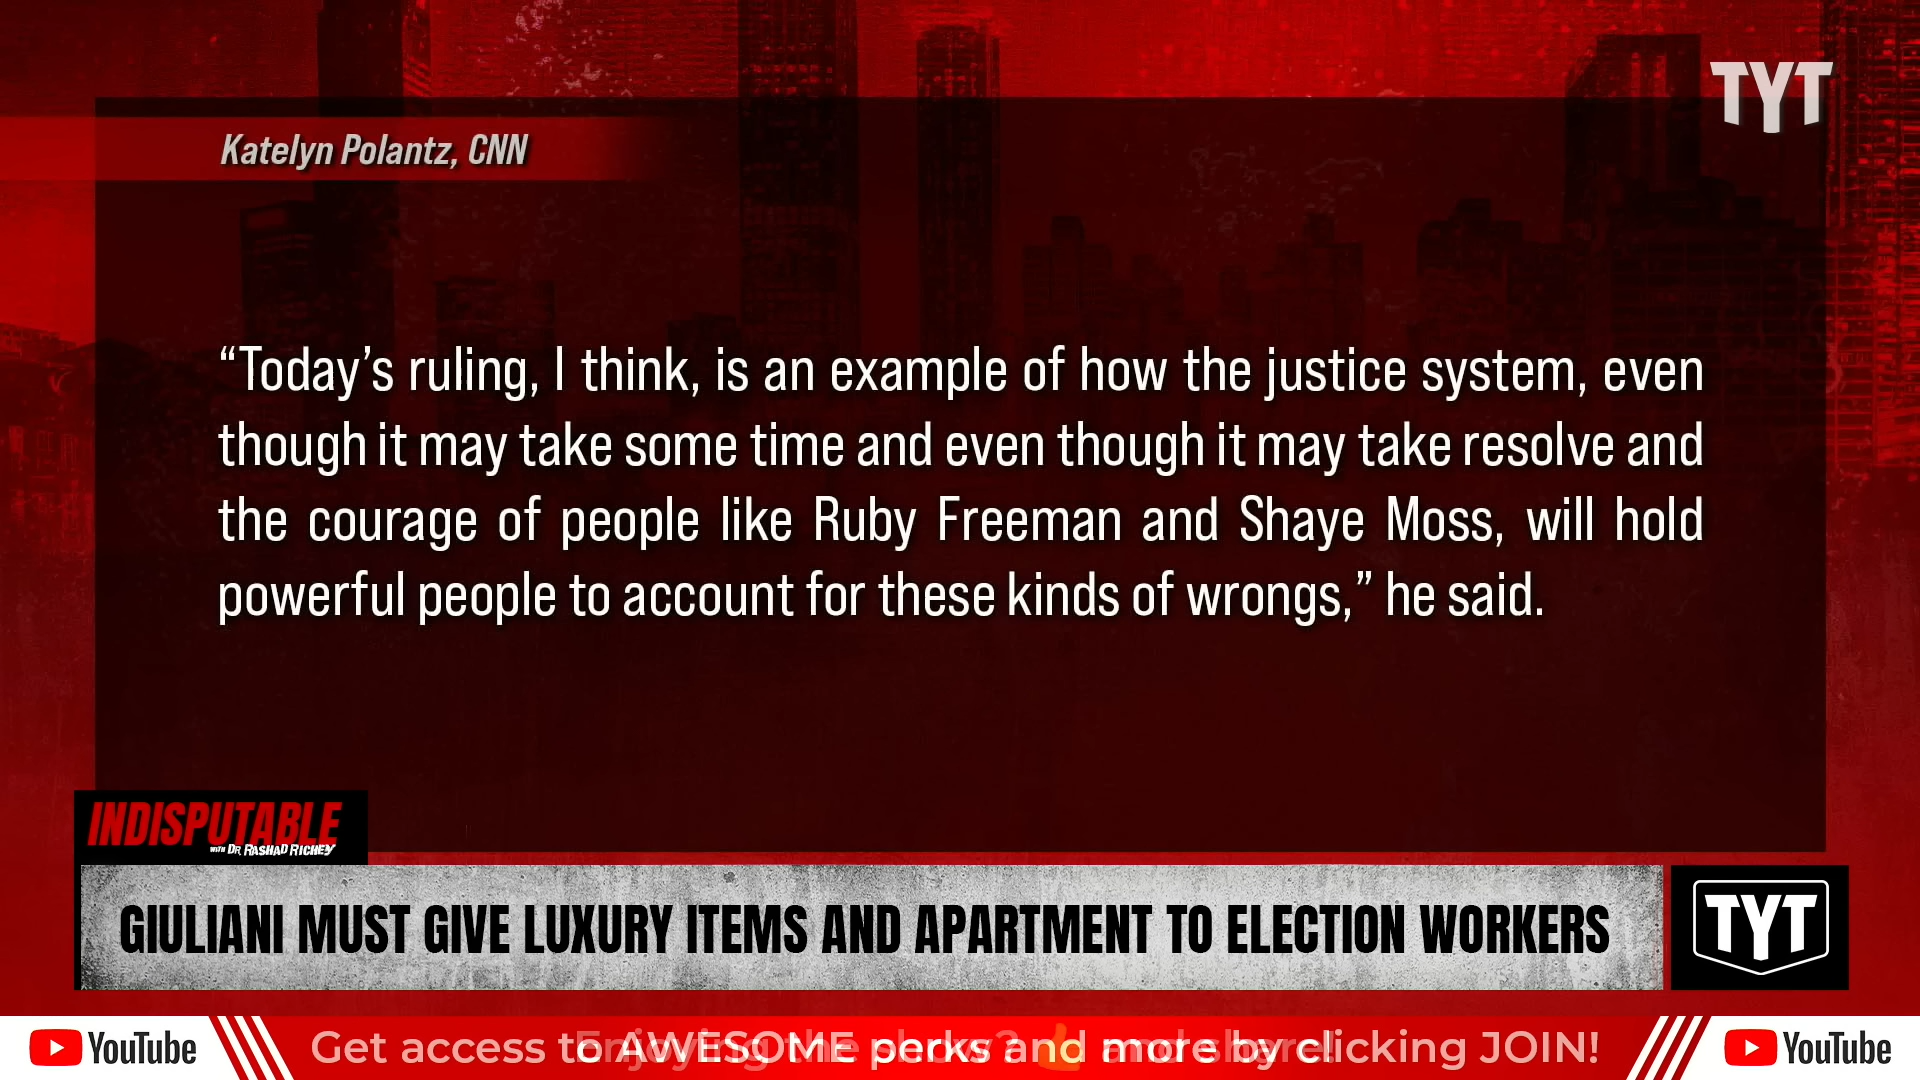 TYT
Katelyn Polantz, CNN
“Today’s ruling, I think, is an example of how the justice system, even
though it may take some time and even though it may take resolve and
the courage of people like Ruby Freeman and Shaye Moss, will hold
powerful people to account for these kinds of wrongs,” he said.
INDISPUTABLE
WITH DR RASHAD RICHEY
GIULIANI MUST GIVE LUXURY ITEMS AND APARTMENT TO ELECTION WORKERS
TYT
YouTube
Get access to AWESOME perks and more by clicking JOIN!
YouTube